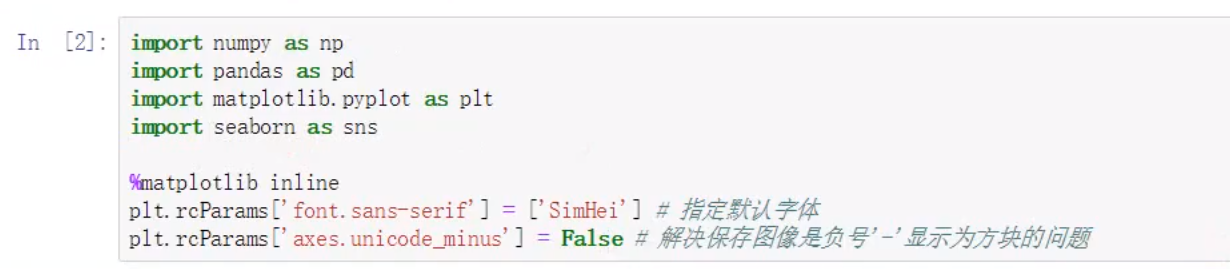 In [2]:
import numpy as np
import pandas as pd
import matplotlib.pyplot as plt
import seaborn as sns
%matplotlib inline
plt.rcParams['font.sans-serif'] = ['SimHei'] # 指定默认字体
plt.rcParams['axes.unicode_minus'] = False # 解决保存图像是负号'-'显示为方块的问题